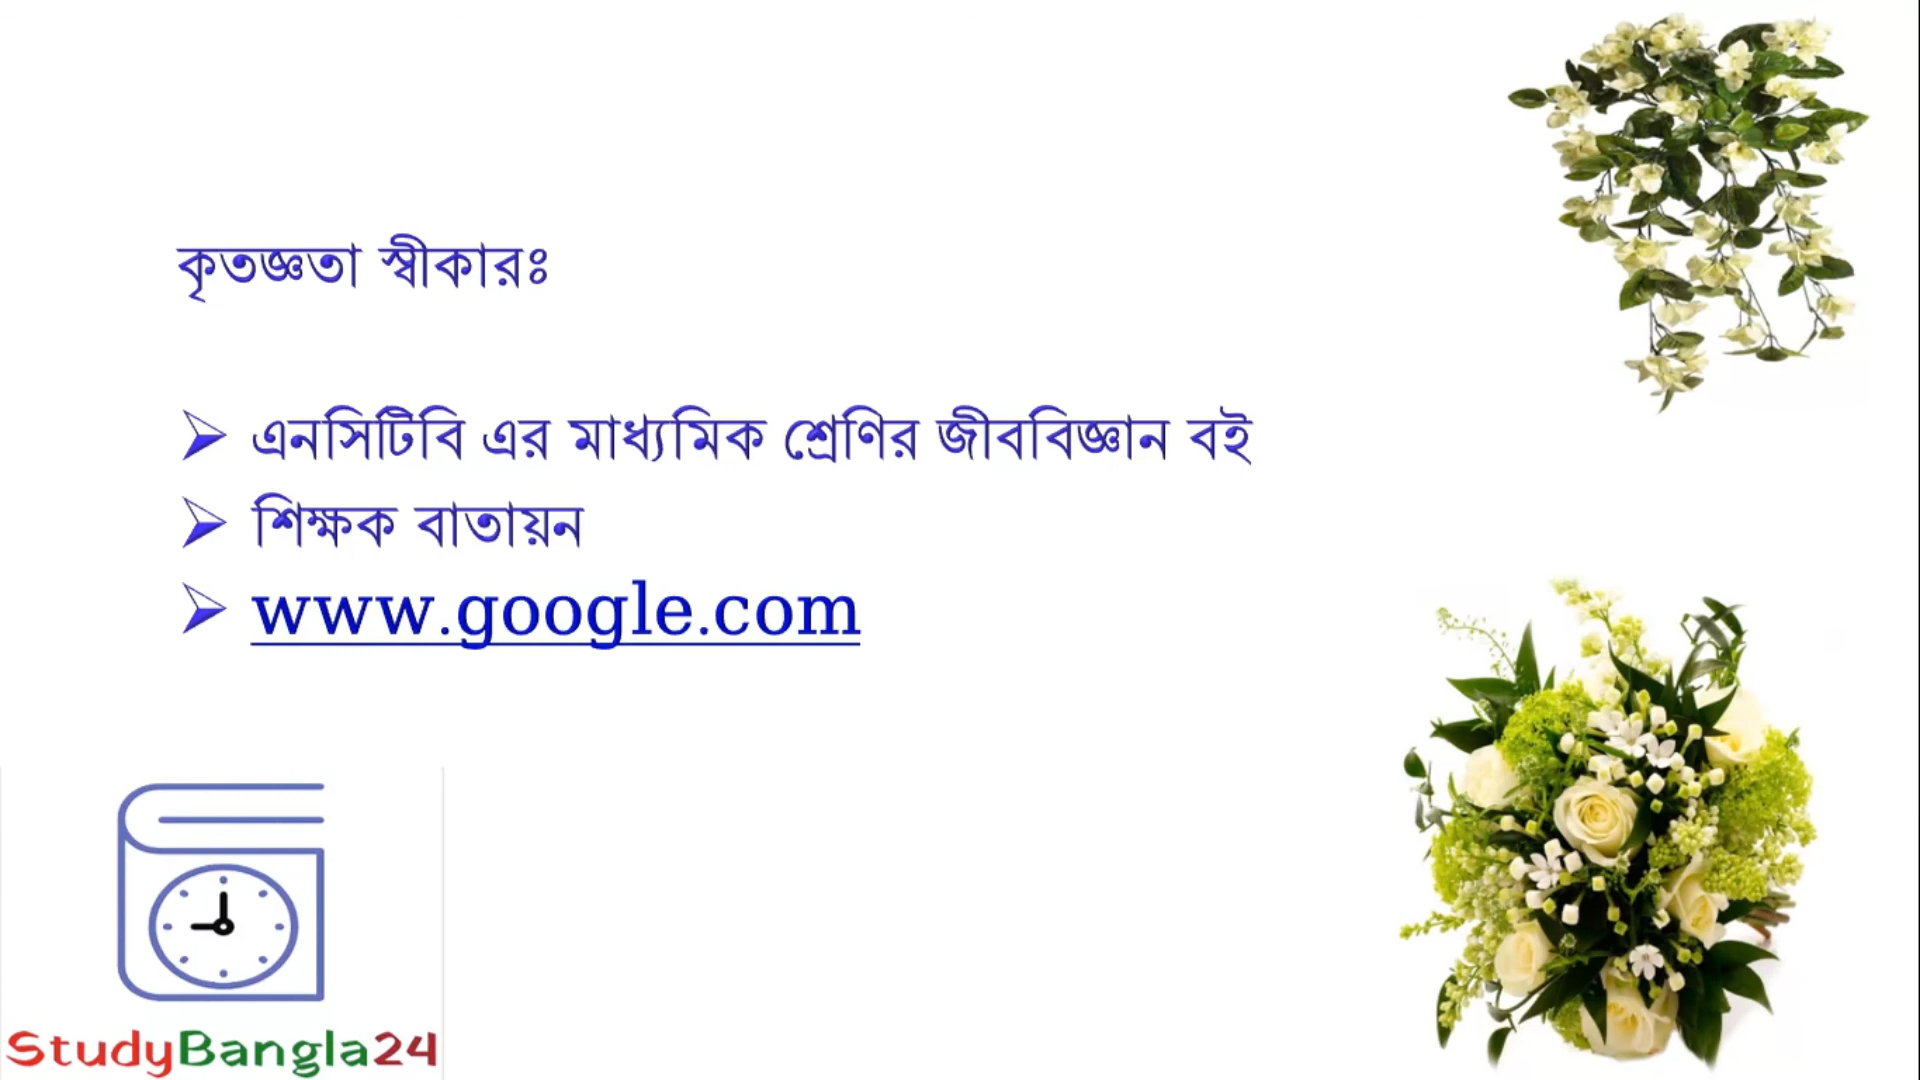 কৃতজ্ঞতা স্বীকারঃ
এনসিটিবি এর মাধ্যমিক শ্রেণির জীববিজ্ঞান বই
শিক্ষক বাতায়ন
www.google.com
StudyBangla24